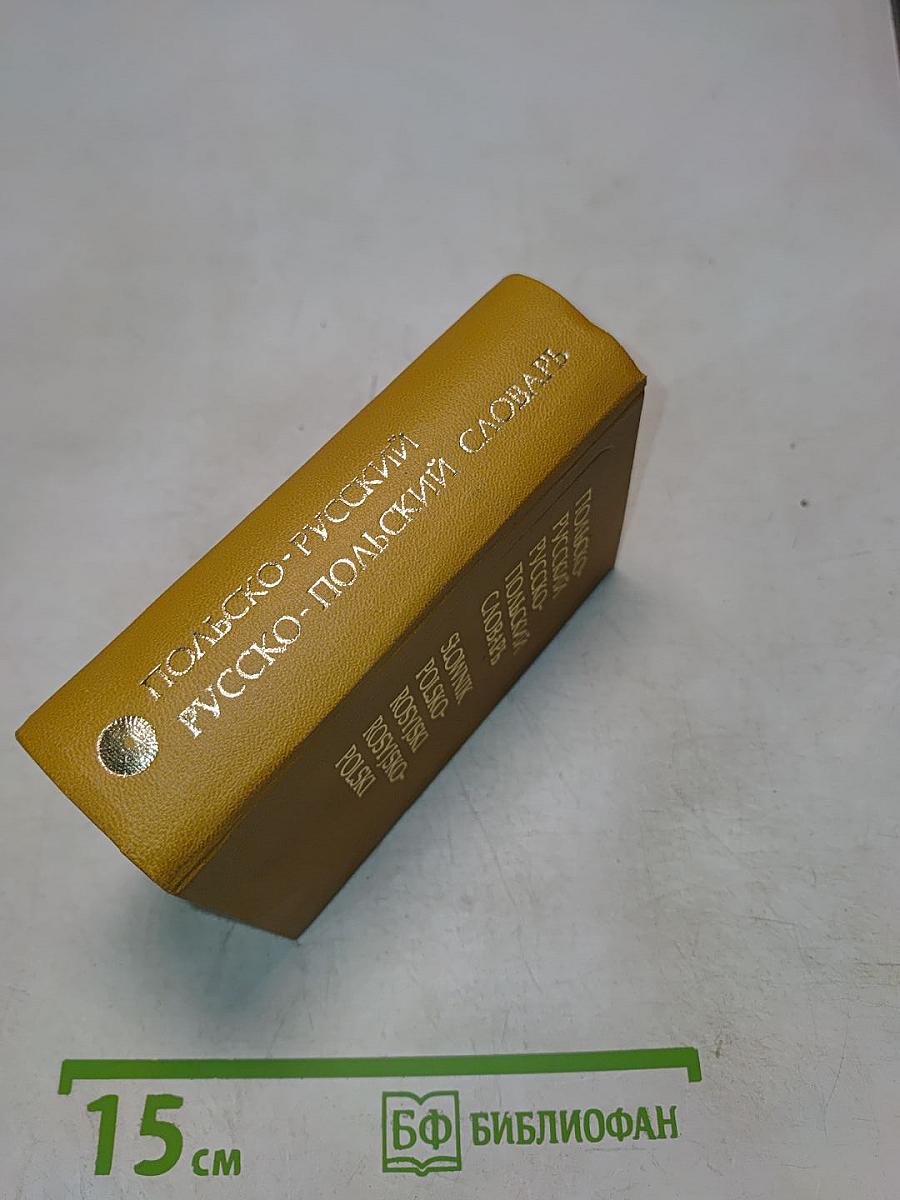 ПОЛЬСКО-РУССКИЙ
РУССКО-ПОЛЬСКИЙ СЛОВАРЬ
ПОЛЬСКО-
РУССКИЙ
РУССКО-
ПОЛЬСКИЙ
СЛОВАРЬ
SŁOWNIK
POLSKO-
ROSYJSKI
ROSYJSKO-
POLSKI
15 см
БФ БИБЛИОФАН